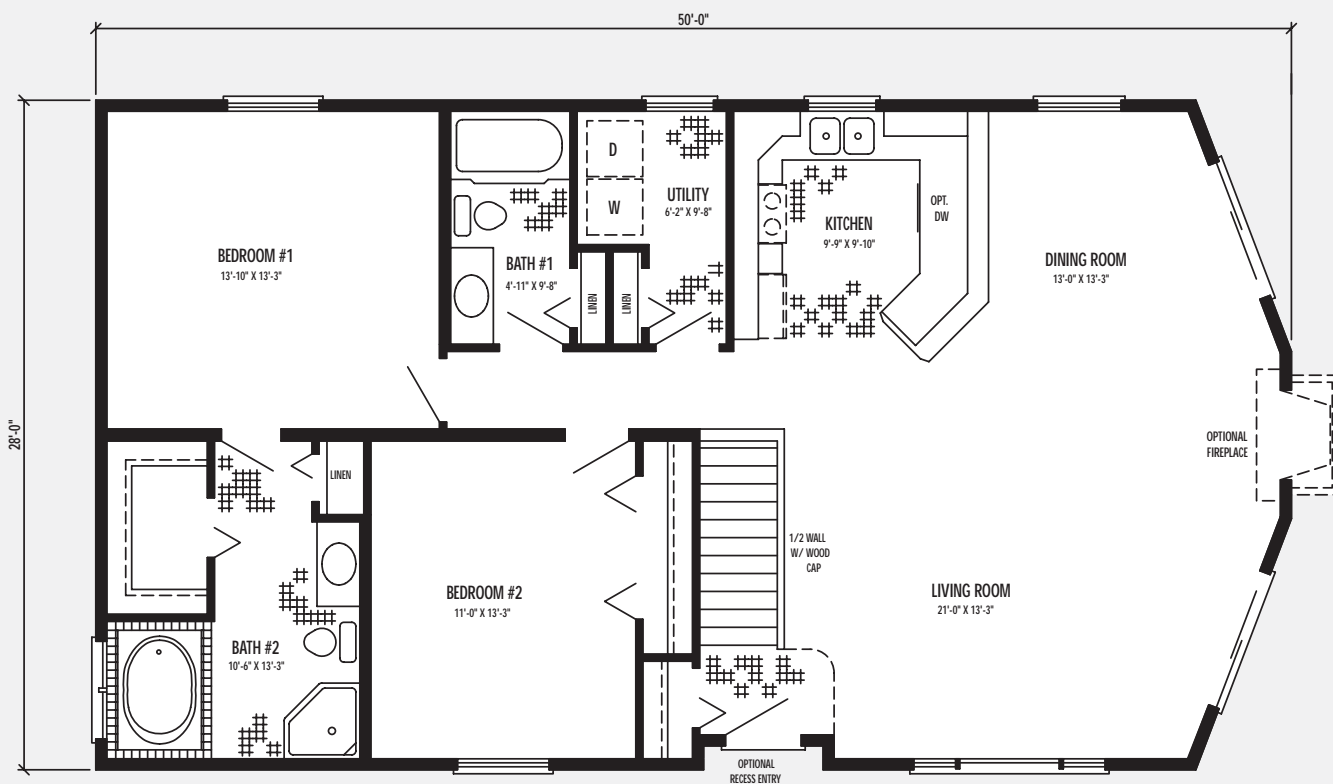 50'-0"
28'-0"
BEDROOM #1
13'-10" X 13'-3"
BATH #1
4'-11" X 9'-8"
D
W
UTILITY
6'-2" X 9'-8"
LINEN
LINEN
KITCHEN
9'-9" X 9'-10"
OPT.
DW
DINING ROOM
13'-0" X 13'-3"
OPTIONAL
FIREPLACE
LINEN
BATH #2
10'-6" X 13'-3"
BEDROOM #2
11'-0" X 13'-3"
1/2 WALL
W/ WOOD
CAP
LIVING ROOM
21'-0" X 13'-3"
OPTIONAL
RECESS ENTRY